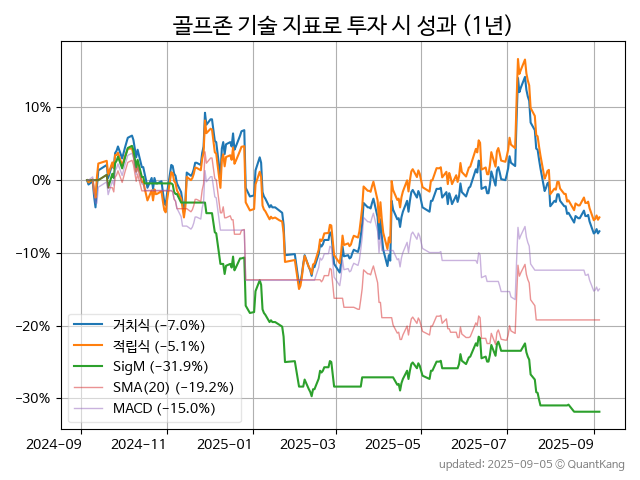 골프존 기술 지표로 투자 시 성과 (1년)
10%
0%
−10%
−20%
−30%
거치식 (−7.0%)
적립식 (−5.1%)
SigM (−31.9%)
SMA(20) (−19.2%)
MACD (−15.0%)
2024-09
2024-11
2025-01
2025-03
2025-05
2025-07
2025-09
updated: 2025-09-05 © QuantKang